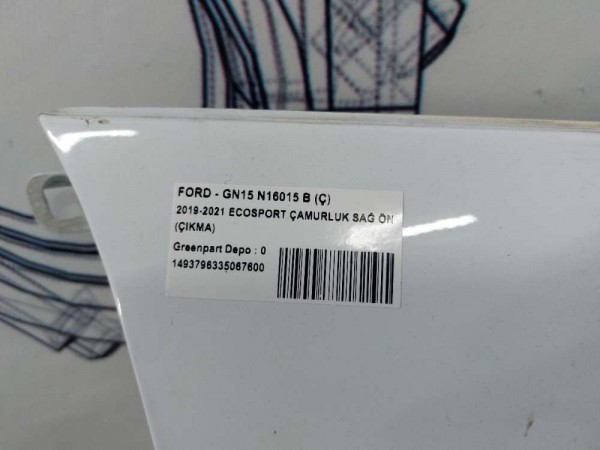 FORD - GN15 N16015 B (Ç)
2019-2021 ECOSPORT ÇAMURLUK SAĞ ÖN
(ÇIKMA)
Greenpart Depo : 0
1493796335067600